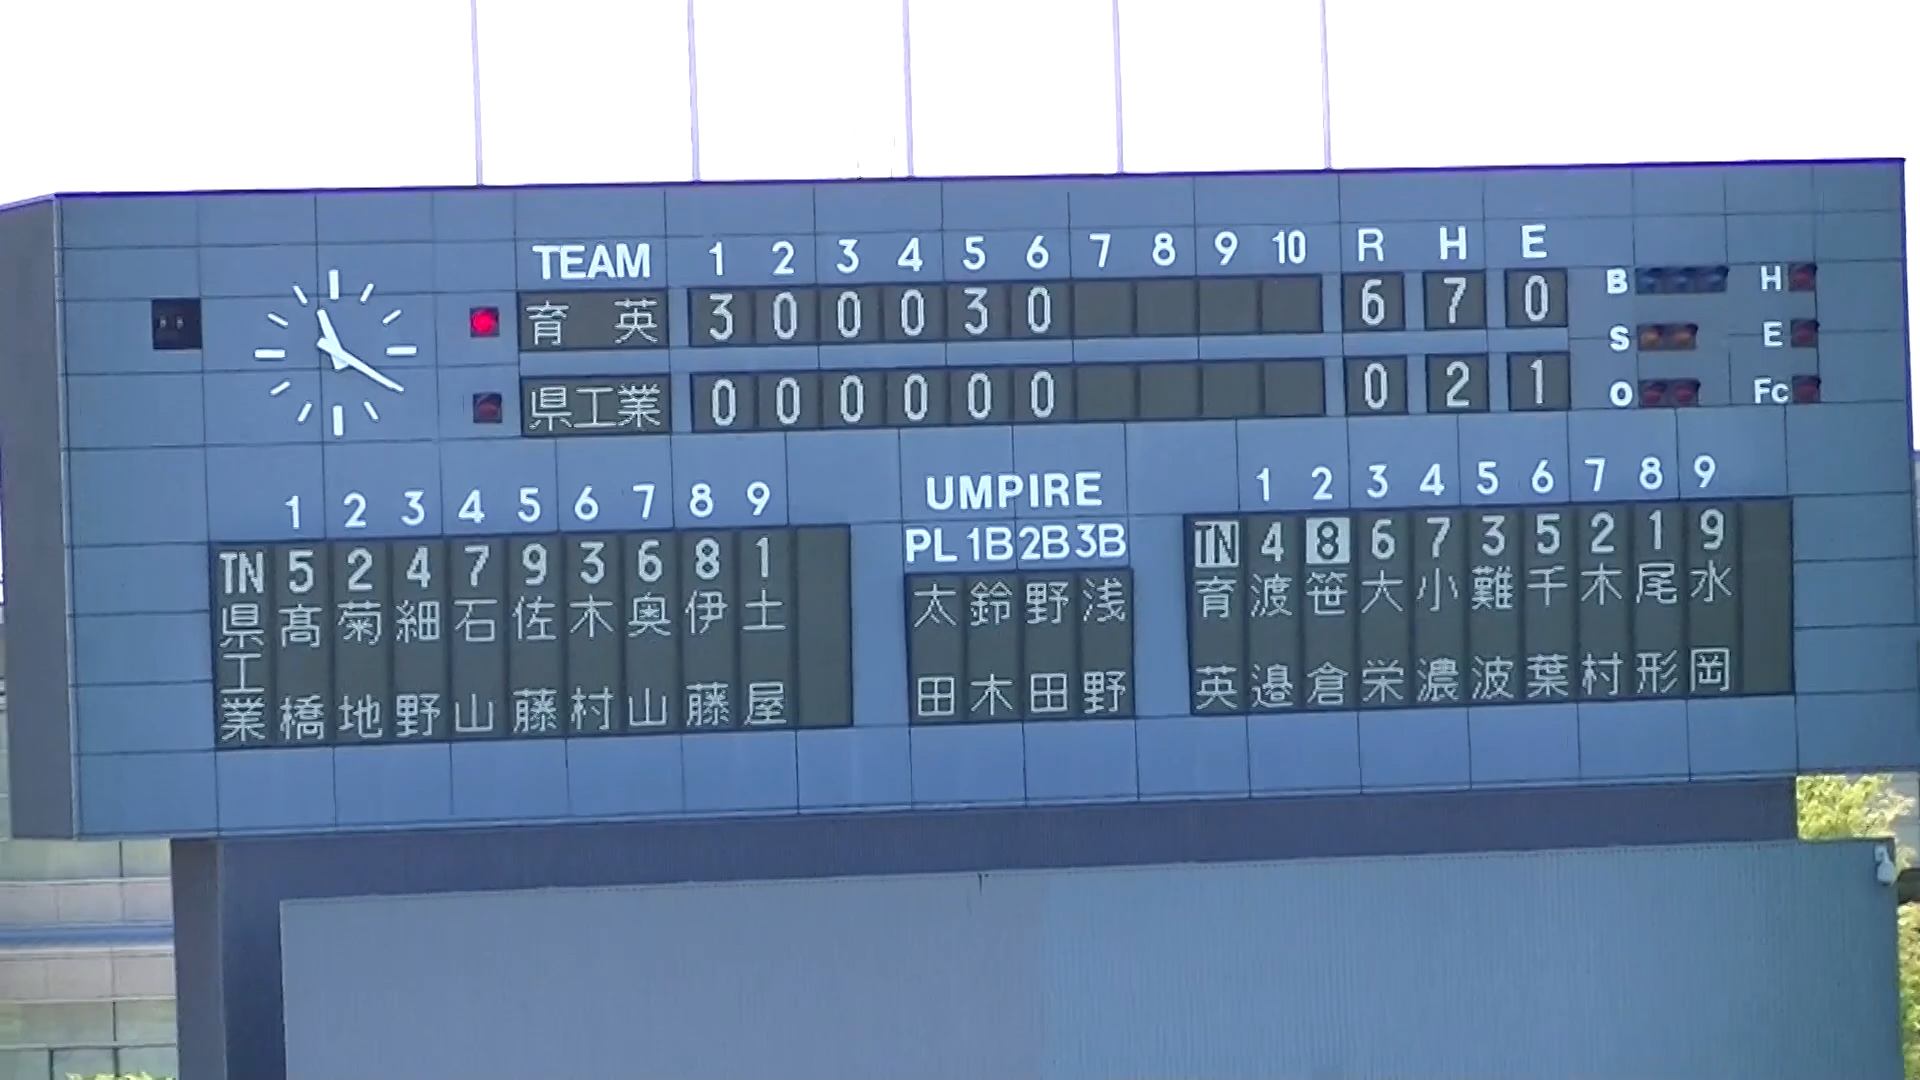 TEAM 1 2 3 4 5 6 7 8 9 10 R H E
育英 3 0 0 0 3 0 6 7 0
県工業 0 0 0 0 0 0 0 2 1
B H
S E
O Fc
1 2 3 4 5 6 7 8 9
TN 5 2 4 7 9 3 6 8 1
県工業 髙橋 菊地 細野 石山 佐藤 木村 奥山 伊藤 土屋
UMPIRE
PL 1B 2B 3B
太田 鈴木 野田 浅野
1 2 3 4 5 6 7 8 9
TN 4 8 6 7 3 5 2 1 9
育英 渡邉 笹倉 大栄 小濃 難波 千葉 木村 尾形 水岡